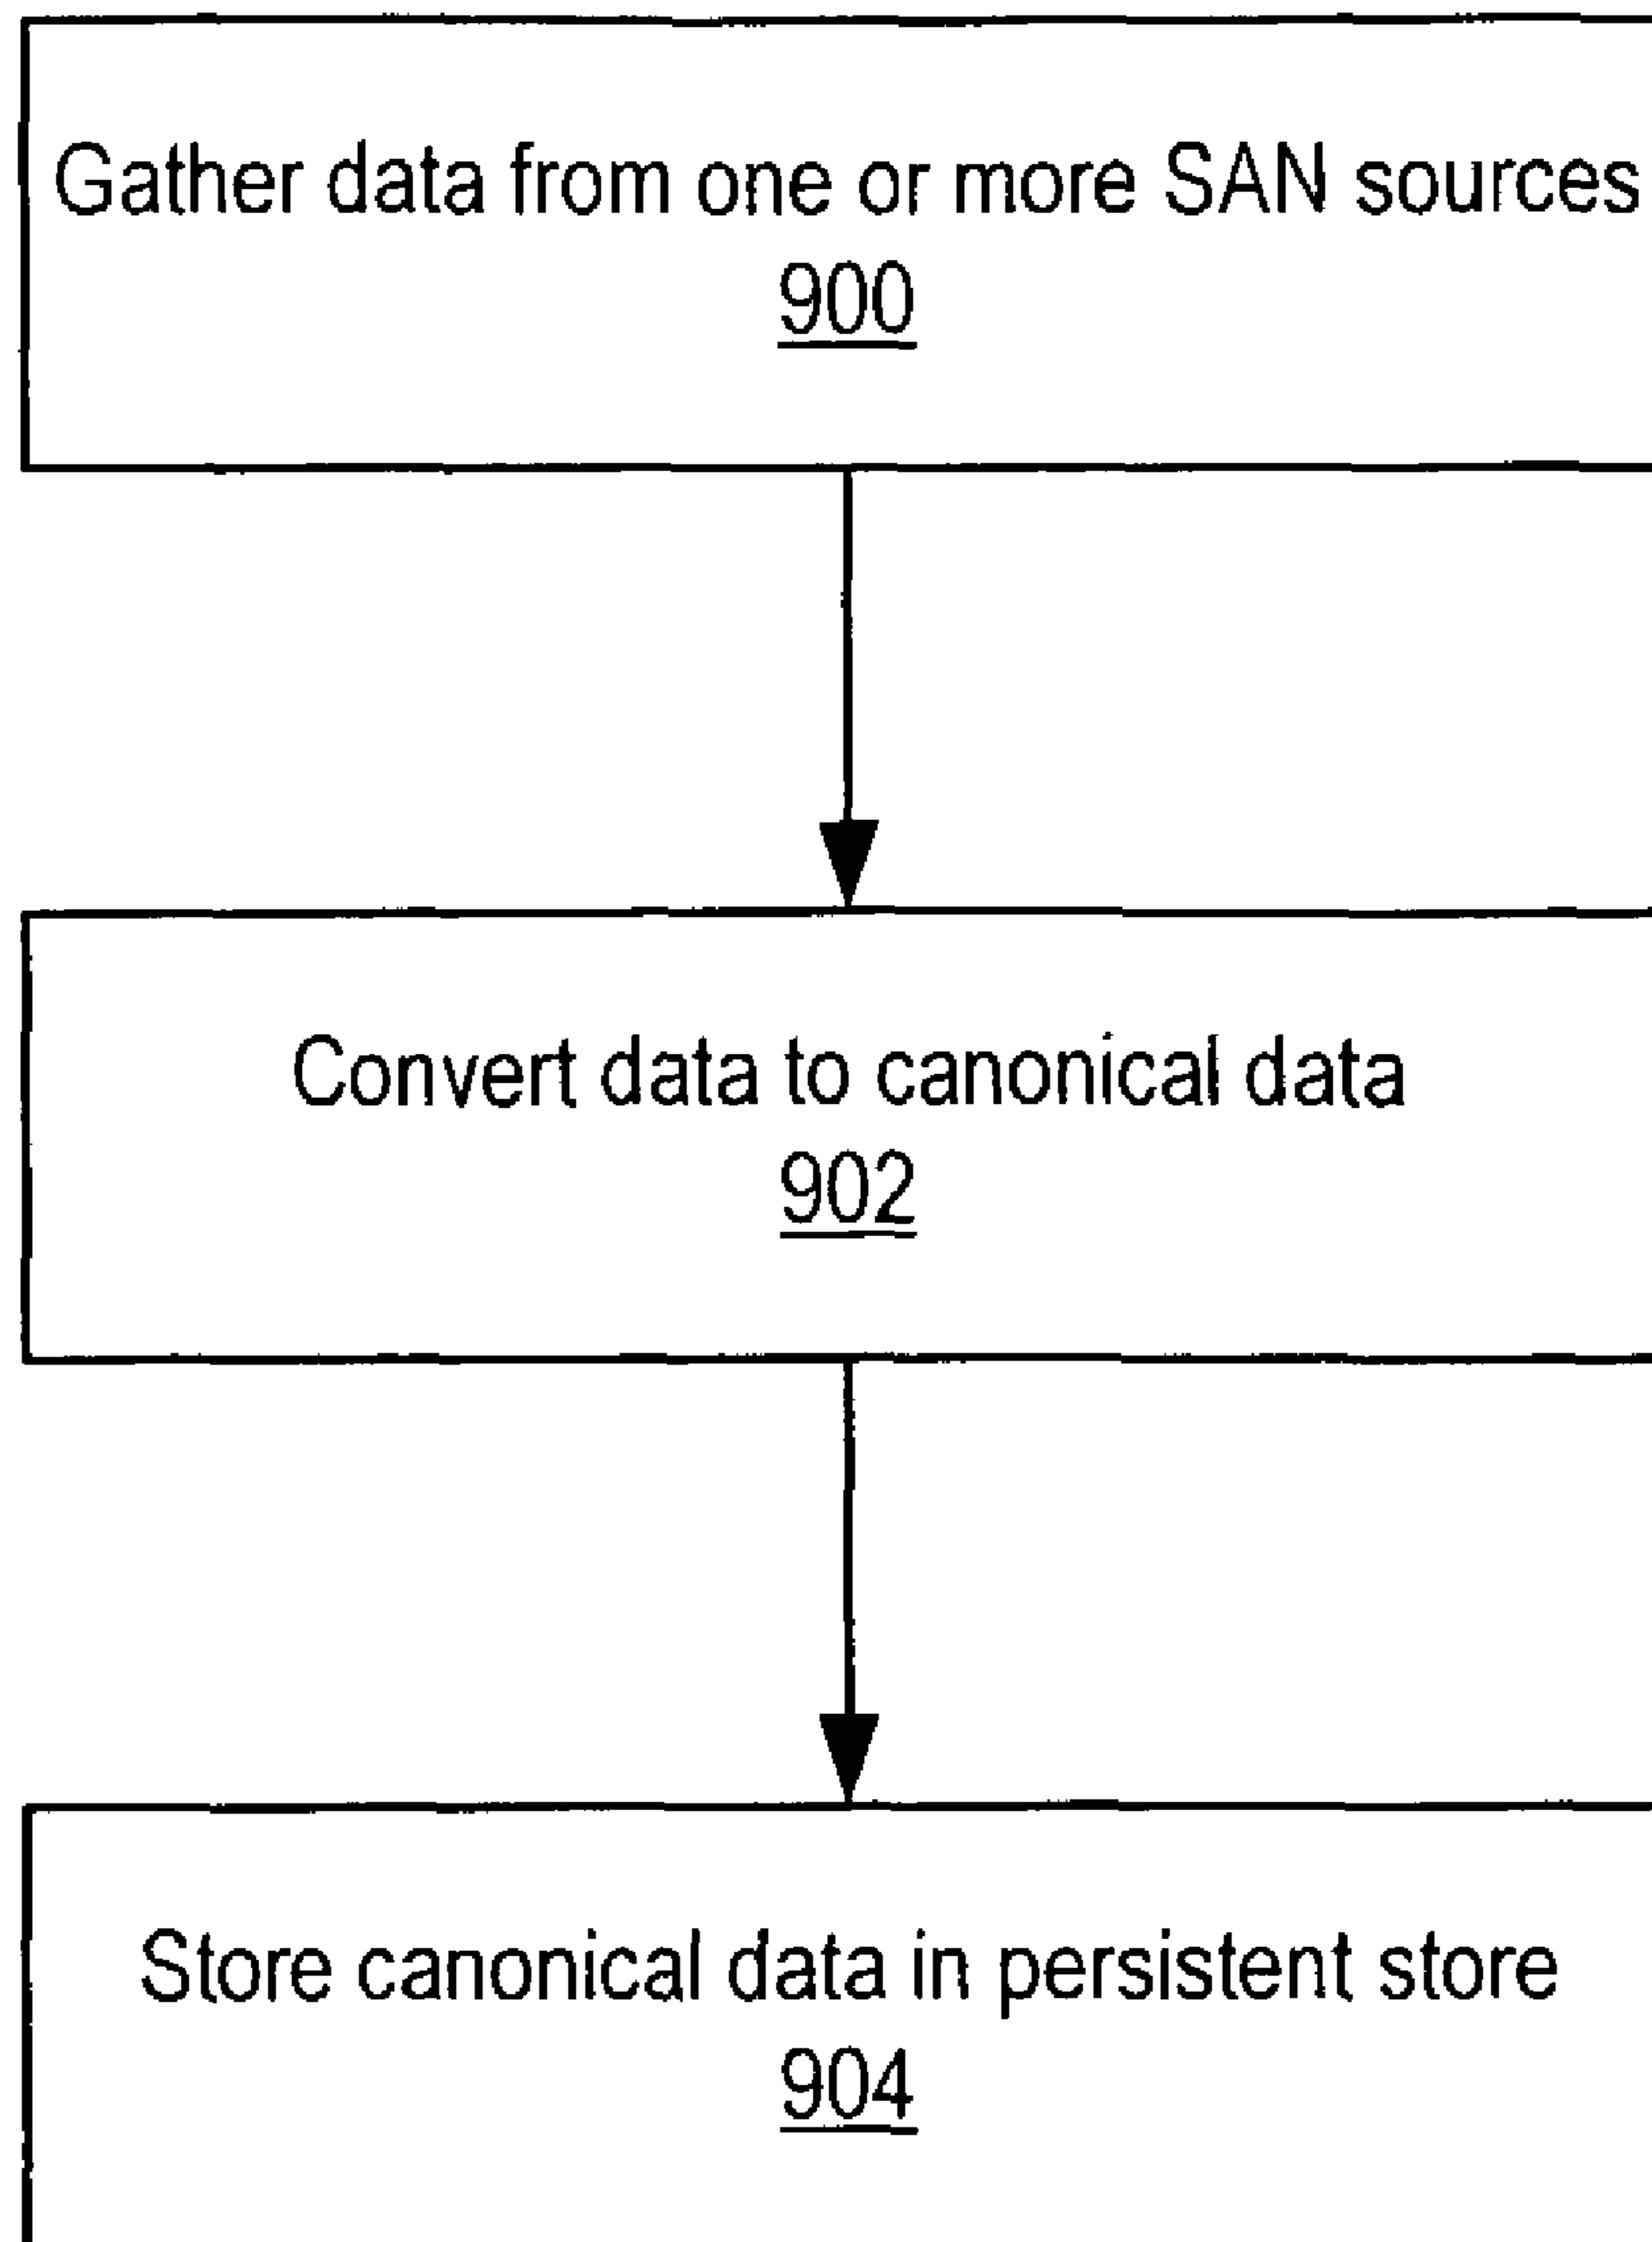 Gather data from one or more SAN sources
900
Convert data to canonical data
902
Store canonical data in persistent store
904